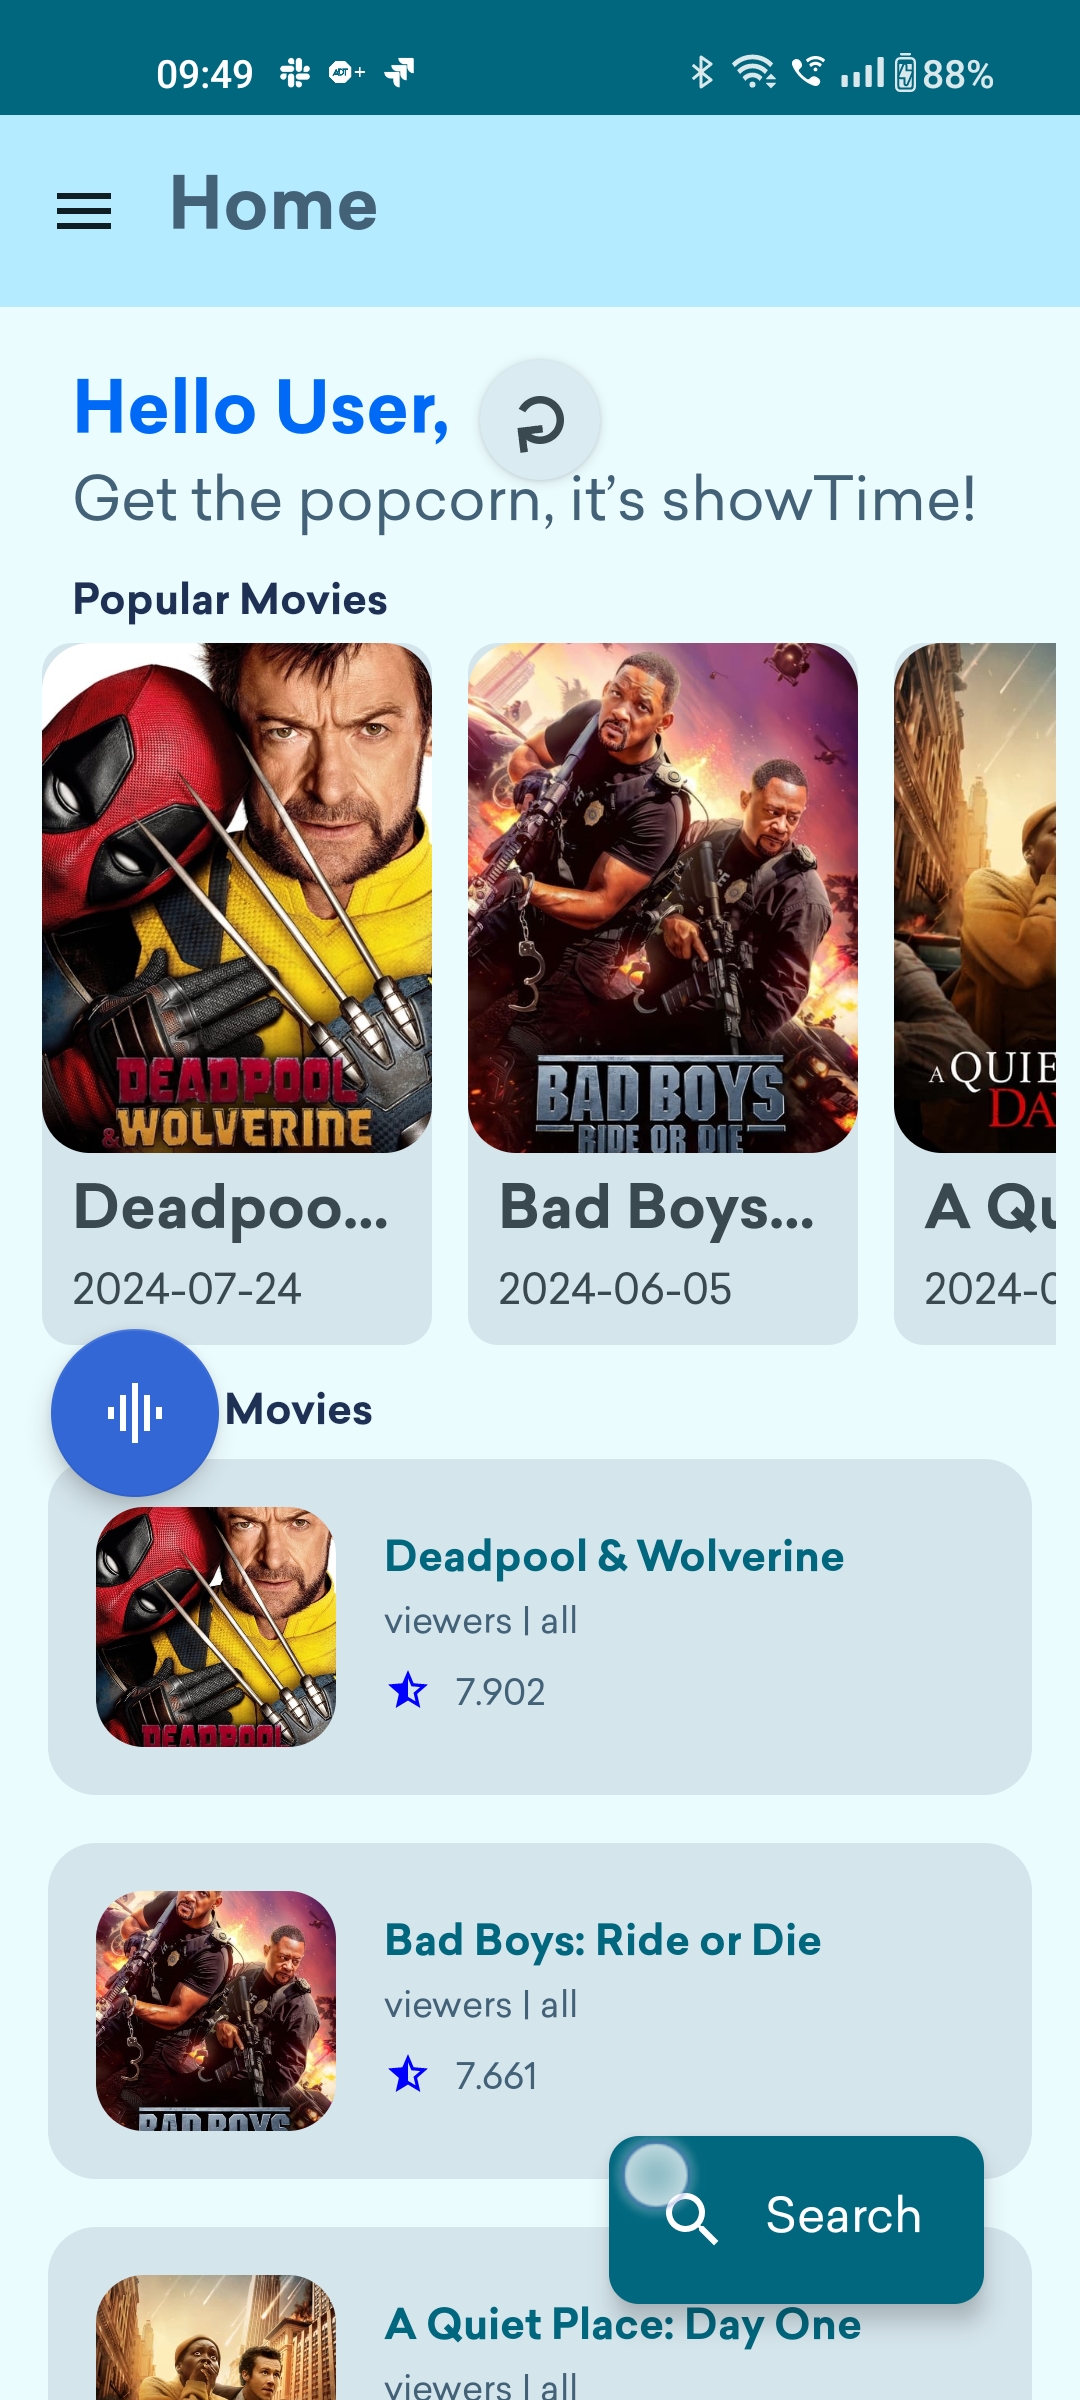 09:49 ADT+ 88%
Home
Hello User,
Get the popcorn, it's showTime!
Popular Movies
DEADPOOL
&WOLVERINE
BAD BOYS
RIDE OR DIE
A QUIE
DA
Deadpoo...
Bad Boys...
A Qu
2024-07-24
2024-06-05
2024-0
Movies
Deadpool & Wolverine
viewers | all
7.902
DEADPOOL
Bad Boys: Ride or Die
viewers | all
7.661
BAD BOYS
Search
A Quiet Place: Day One
viewers | all